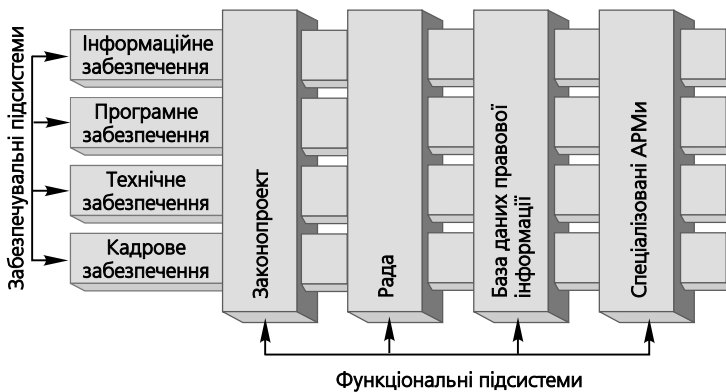 Забезпечувальні підсистеми
Інформаційне
забезпечення
Програмне
забезпечення
Технічне
забезпечення
Кадрове
забезпечення
Законопроект
Рада
База даних правової
інформації
Спеціалізовані АРМи
Функціональні підсистеми